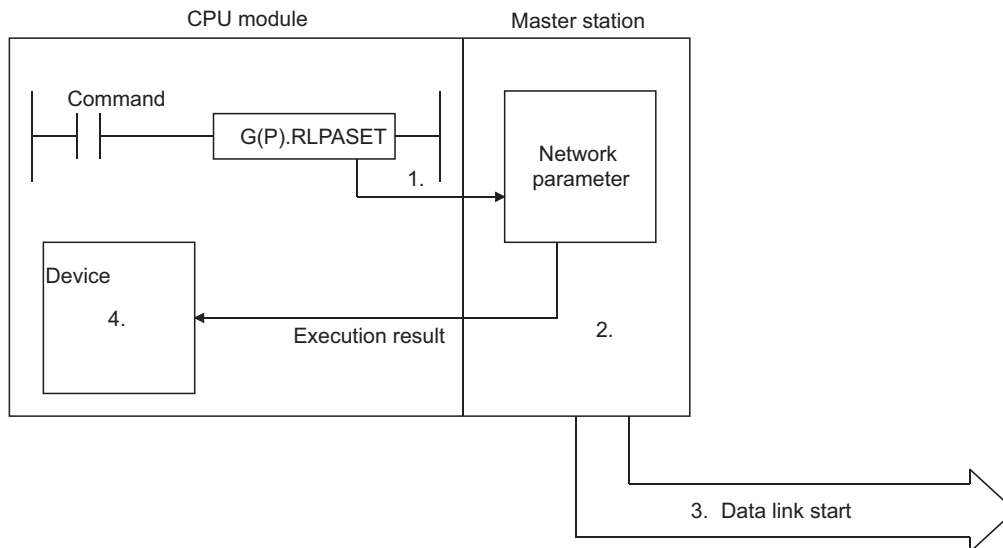 CPU module
Master station
Command
G(P).RLPASET
1.
Network
parameter
Device
4.
Execution result
2.
3. Data link start